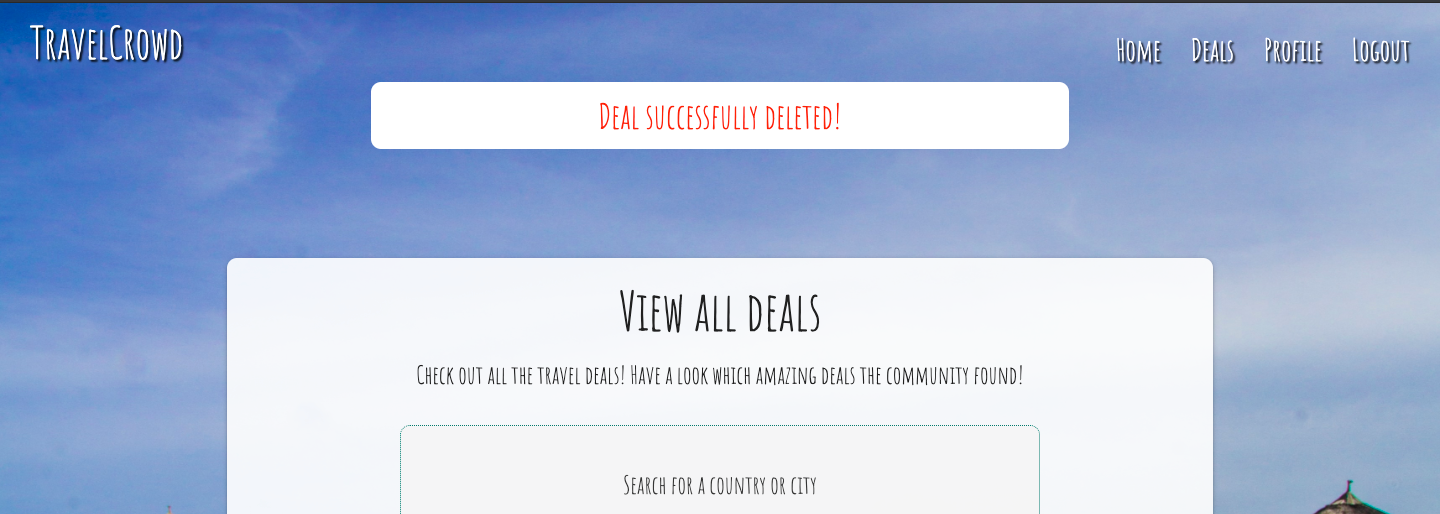 TravelCrowd
Home Deals Profile Logout
Deal successfully deleted!
View all deals
Check out all the travel deals! Have a look which amazing deals the community found!
Search for a country or city